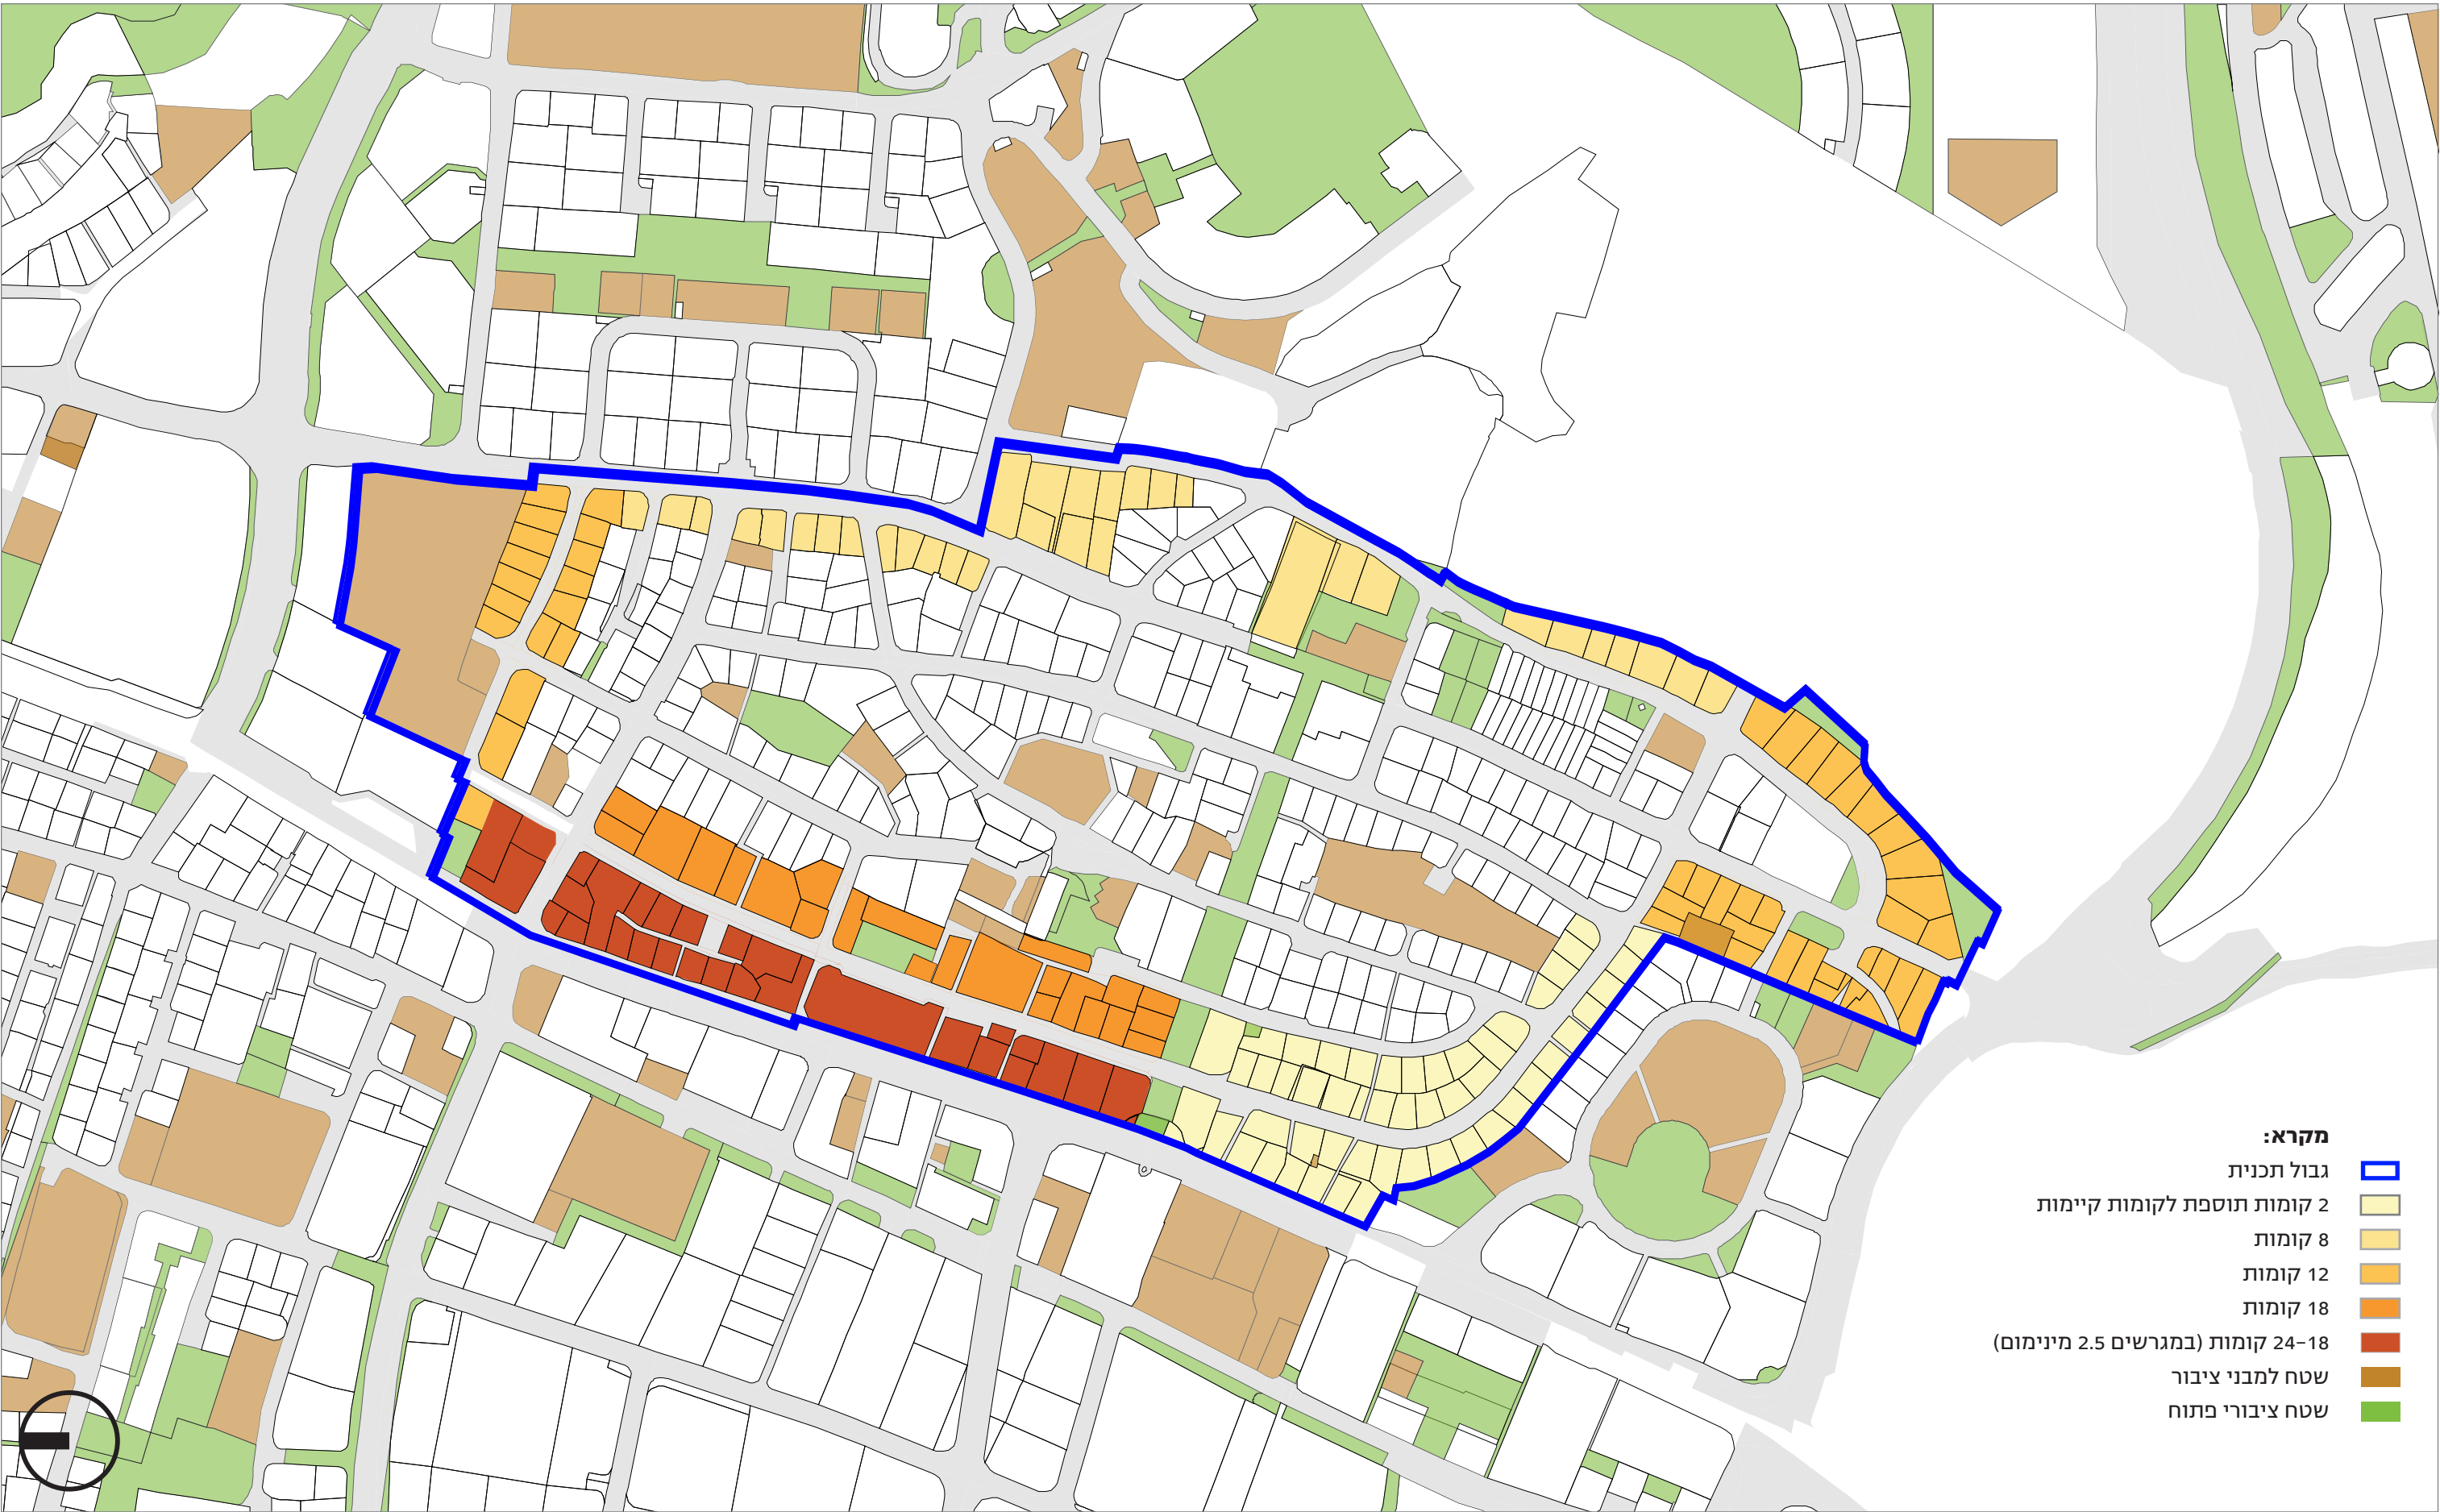 מקרא:
גבול תכנית
2 קומות תוספת לקומות קיימות
8 קומות
12 קומות
18 קומות
24-18 קומות (במגרשים 2.5 מינימום)
שטח למבני ציבור
שטח ציבורי פתוח